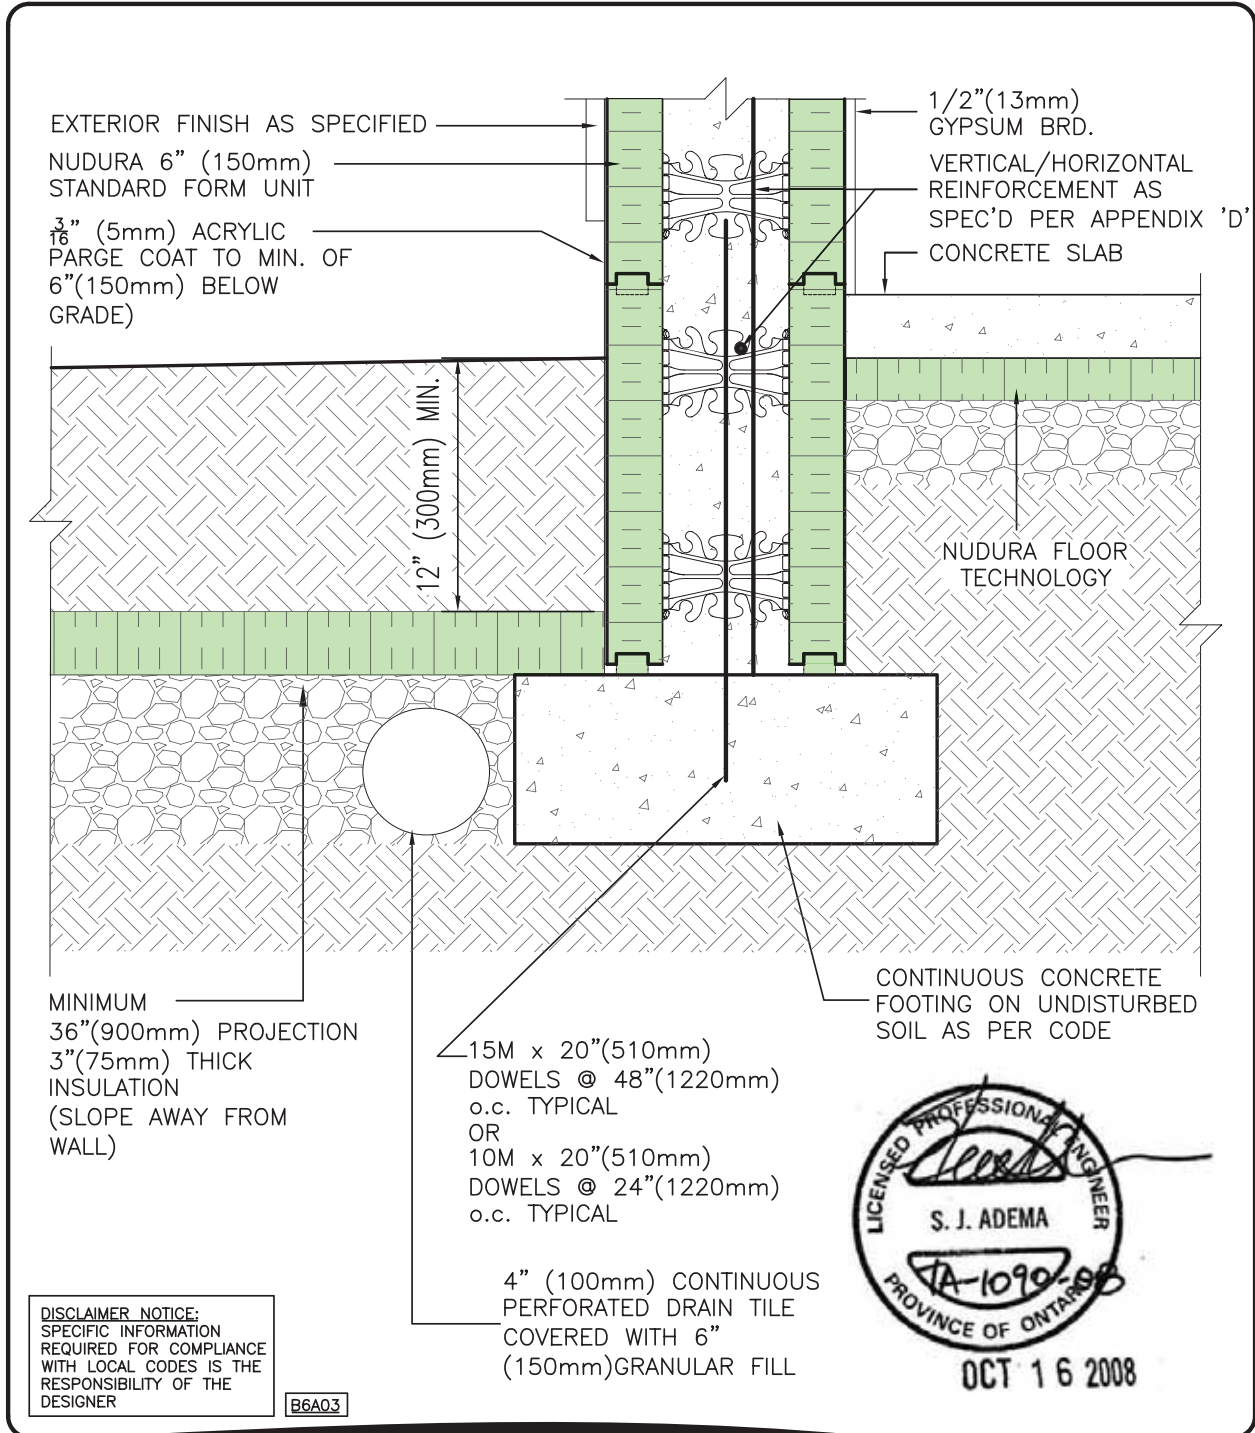 EXTERIOR FINISH AS SPECIFIED
NUDURA 6" (150mm)
STANDARD FORM UNIT
3/16" (5mm) ACRYLIC
PARGE COAT TO MIN. OF
6"(150mm) BELOW
GRADE)
1/2"(13mm)
GYPSUM BRD.
VERTICAL/HORIZONTAL
REINFORCEMENT AS
SPEC'D PER APPENDIX 'D'
CONCRETE SLAB
12" (300mm) MIN.
NUDURA FLOOR
TECHNOLOGY
MINIMUM
36"(900mm) PROJECTION
3"(75mm) THICK
INSULATION
(SLOPE AWAY FROM
WALL)
15M x 20"(510mm)
DOWELS @ 48"(1220mm)
o.c. TYPICAL
OR
10M x 20"(510mm)
DOWELS @ 24"(1220mm)
o.c. TYPICAL
4" (100mm) CONTINUOUS
PERFORATED DRAIN TILE
COVERED WITH 6"
(150mm)GRANULAR FILL
CONTINUOUS CONCRETE
FOOTING ON UNDISTURBED
SOIL AS PER CODE
LICENSED PROFESSIONAL ENGINEER
S. J. ADEMA
1A-1090-08
PROVINCE OF ONTARIO
OCT 16 2008
DISCLAIMER NOTICE:
SPECIFIC INFORMATION
REQUIRED FOR COMPLIANCE
WITH LOCAL CODES IS THE
RESPONSIBILITY OF THE
DESIGNER
B6A03